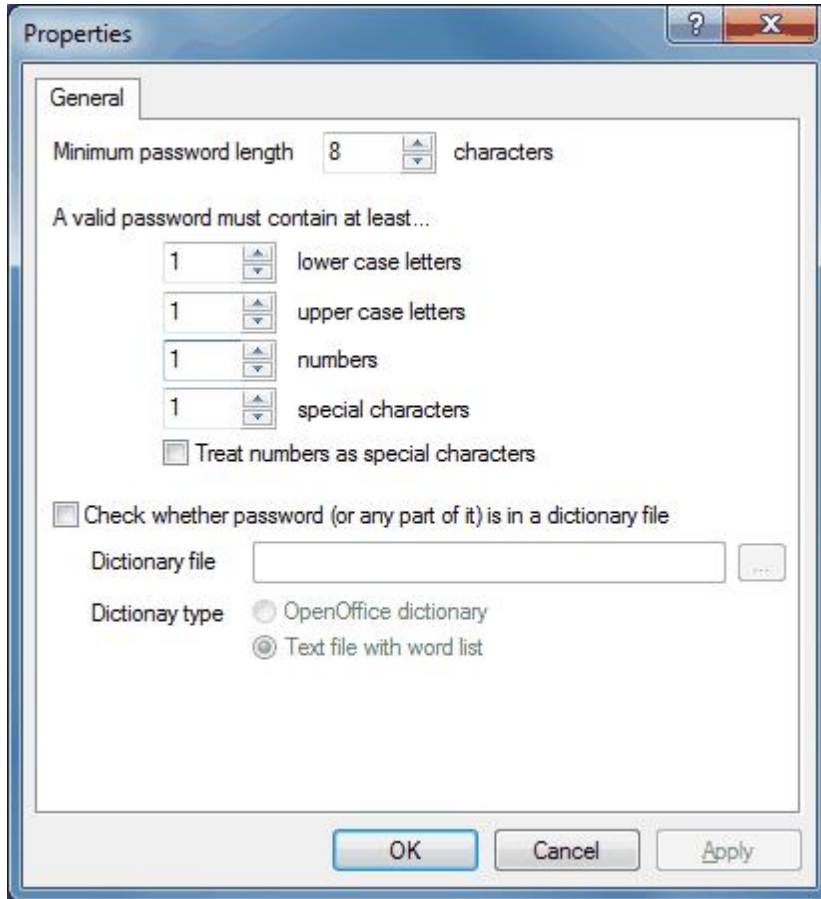 Properties
General
Minimum password length 8 characters
A valid password must contain at least...
1 lower case letters
1 upper case letters
1 numbers
1 special characters
Treat numbers as special characters
Check whether password (or any part of it) is in a dictionary file
Dictionary file ...
Dictionay type OpenOffice dictionary
Text file with word list
OK Cancel Apply